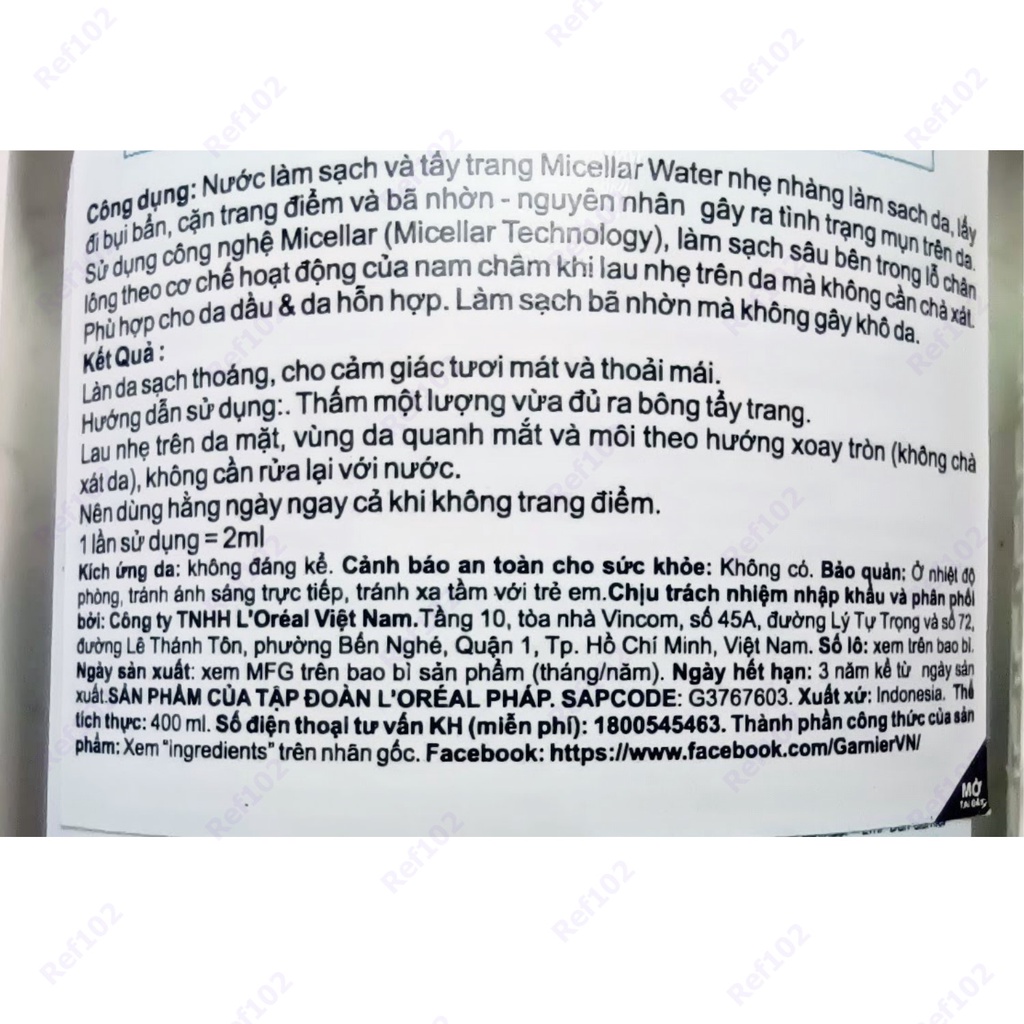 Công dụng: Nước làm sạch và tẩy trang Micellar Water nhẹ nhàng làm sạch da, lấy
đi bụi bẩn, cặn trang điểm và bã nhờn - nguyên nhân gây ra tình trạng mụn trên da.
Sử dụng công nghệ Micellar (Micellar Technology), làm sạch sâu bên trong lỗ chân
lông theo cơ chế hoạt động của nam châm khi lau nhẹ trên da mà không cần chà xát.
Phù hợp cho da dầu & da hỗn hợp. Làm sạch bã nhờn mà không gây khô da.
Kết Quả :
Làn da sạch thoáng, cho cảm giác tươi mát và thoải mái.
Hướng dẫn sử dụng:. Thấm một lượng vừa đủ ra bông tẩy trang.
Lau nhẹ trên da mặt, vùng da quanh mắt và môi theo hướng xoay tròn (không chà
xát da), không cần rửa lại với nước.
Nên dùng hằng ngày ngay cả khi không trang điểm.
1 lần sử dụng = 2ml
Kích ứng da: không đáng kể. Cảnh báo an toàn cho sức khỏe: Không có. Bảo quản: Ở nhiệt độ
phòng, tránh ánh sáng trực tiếp, tránh xa tầm với trẻ em.Chịu trách nhiệm nhập khẩu và phân phối
bởi: Công ty TNHH L'Oréal Việt Nam.Tầng 10, tòa nhà Vincom, số 45A, đường Lý Tự Trọng và số 72,
đường Lê Thánh Tôn, phường Bến Nghé, Quận 1, Tp. Hồ Chí Minh, Việt Nam. Số lô: xem trên bao bì.
Ngày sản xuất: xem MFG trên bao bì sản phẩm (tháng/năm). Ngày hết hạn: 3 năm kể từ ngày sản
xuất.SẢN PHẨM CỦA TẬP ĐOÀN L'ORÉAL PHÁP. SAPCODE: G3767603. Xuất xứ: Indonesia. Thể
tích thực: 400 ml. Số điện thoại tư vấn KH (miễn phí): 1800545463. Thành phần công thức của sản
phẩm: Xem "ingredients" trên nhãn gốc. Facebook: https://www.facebook.com/GarnierVN/
MỞ
TẠI ĐÂY
Ref102